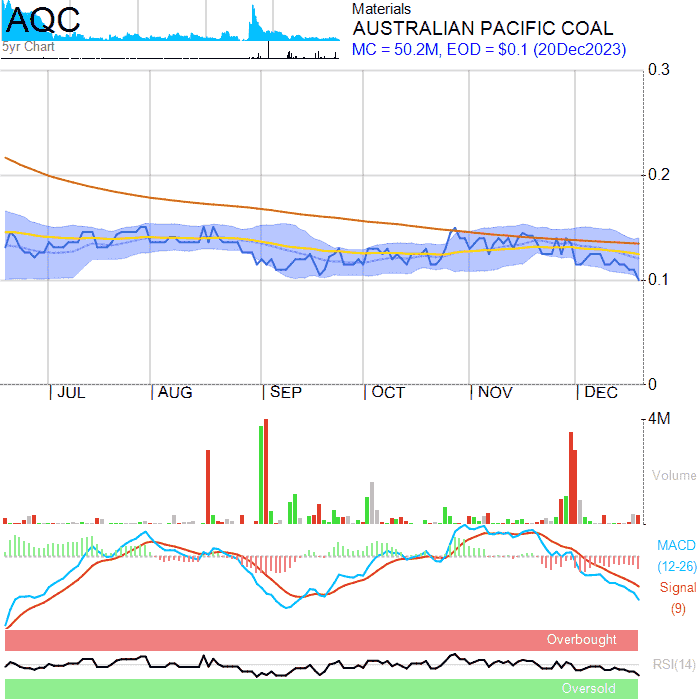 AQC
5yr Chart
Materials
AUSTRALIAN PACIFIC COAL
MC = 50.2M, EOD = $0.1 (20Dec2023)
0.3
0.2
0.1
0
JUL AUG SEP OCT NOV DEC
4M
Volume
MACD
(12-26)
Signal
(9)
Overbought
RSI(14)
Oversold